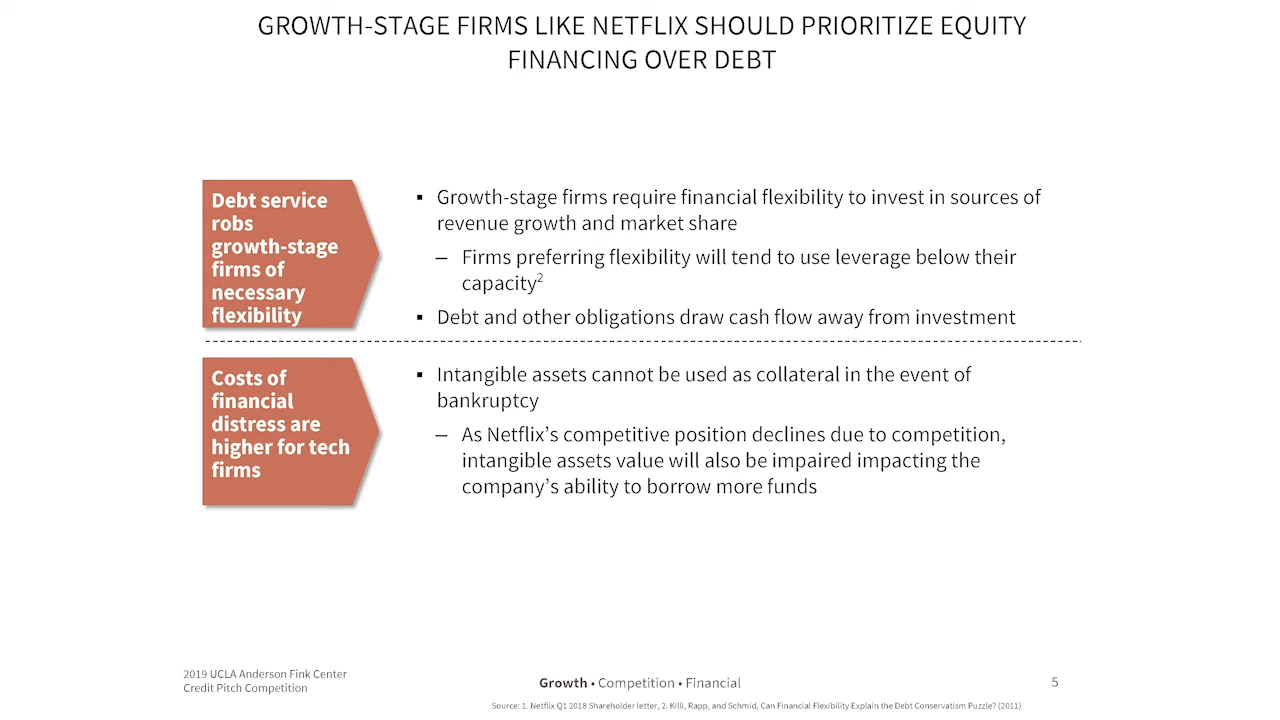 GROWTH-STAGE FIRMS LIKE NETFLIX SHOULD PRIORITIZE EQUITY
FINANCING OVER DEBT
Debt service
robs
growth-stage
firms of
necessary
flexibility
▪ Growth-stage firms require financial flexibility to invest in sources of
revenue growth and market share
– Firms preferring flexibility will tend to use leverage below their
capacity2
▪ Debt and other obligations draw cash flow away from investment
Costs of
financial
distress are
higher for tech
firms
▪ Intangible assets cannot be used as collateral in the event of
bankruptcy
– As Netflix’s competitive position declines due to competition,
intangible assets value will also be impaired impacting the
company’s ability to borrow more funds
2019 UCLA Anderson Fink Center
Credit Pitch Competition
Growth • Competition • Financial
5
Source: 1. Netflix Q1 2018 Shareholder letter, 2. Killi, Rapp, and Schmid, Can Financial Flexibility Explain the Debt Conservatism Puzzle? (2011)